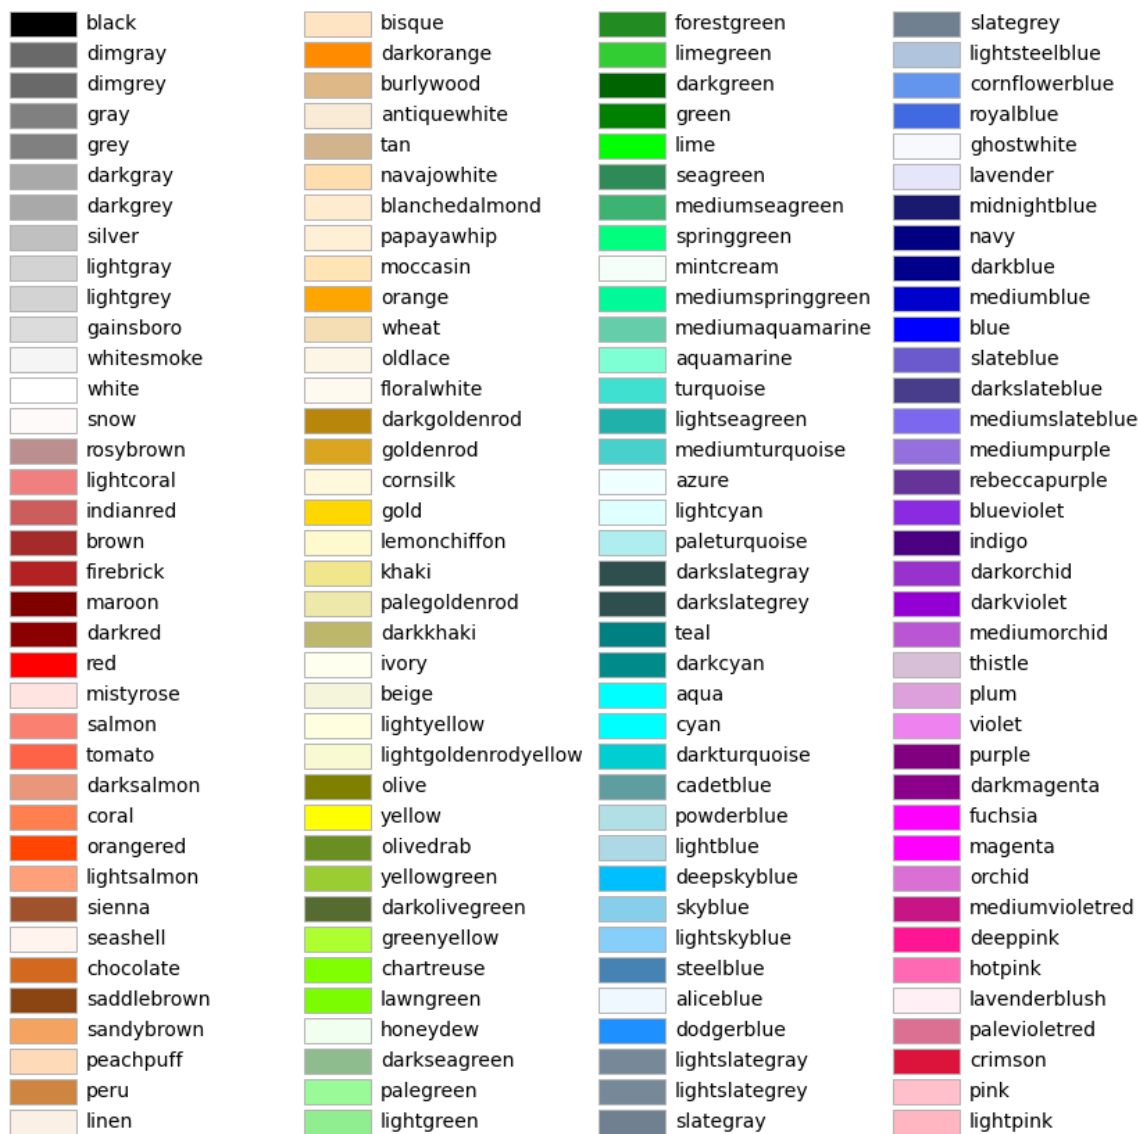 black
dimgray
dimgrey
gray
grey
darkgray
darkgrey
silver
lightgray
lightgrey
gainsboro
whitesmoke
white
snow
rosybrown
lightcoral
indianred
brown
firebrick
maroon
darkred
red
mistyrose
salmon
tomato
darksalmon
coral
orangered
lightsalmon
sienna
seashell
chocolate
saddlebrown
sandybrown
peachpuff
peru
linen
bisque
darkorange
burlywood
antiquewhite
tan
navajowhite
blanchedalmond
papayawhip
moccasin
orange
wheat
oldlace
floralwhite
darkgoldenrod
goldenrod
cornsilk
gold
lemonchiffon
khaki
palegoldenrod
darkkhaki
ivory
beige
lightyellow
lightgoldenrodyellow
olive
yellow
olivedrab
yellowgreen
darkolivegreen
greenyellow
chartreuse
lawngreen
honeydew
darkseagreen
palegreen
lightgreen
forestgreen
limegreen
darkgreen
green
lime
seagreen
mediumseagreen
springgreen
mintcream
mediumspringgreen
mediumaquamarine
aquamarine
turquoise
lightseagreen
mediumturquoise
azure
lightcyan
paleturquoise
darkslategray
darkslategrey
teal
darkcyan
aqua
cyan
darkturquoise
cadetblue
powderblue
lightblue
deepskyblue
skyblue
lightskyblue
steelblue
aliceblue
dodgerblue
lightslategray
lightslategrey
slategray
slategrey
lightsteelblue
cornflowerblue
royalblue
ghostwhite
lavender
midnightblue
navy
darkblue
mediumblue
blue
slateblue
darkslateblue
mediumslateblue
mediumpurple
rebeccapurple
blueviolet
indigo
darkorchid
darkviolet
mediumorchid
thistle
plum
violet
purple
darkmagenta
fuchsia
magenta
orchid
mediumvioletred
deeppink
hotpink
lavenderblush
palevioletred
crimson
pink
lightpink